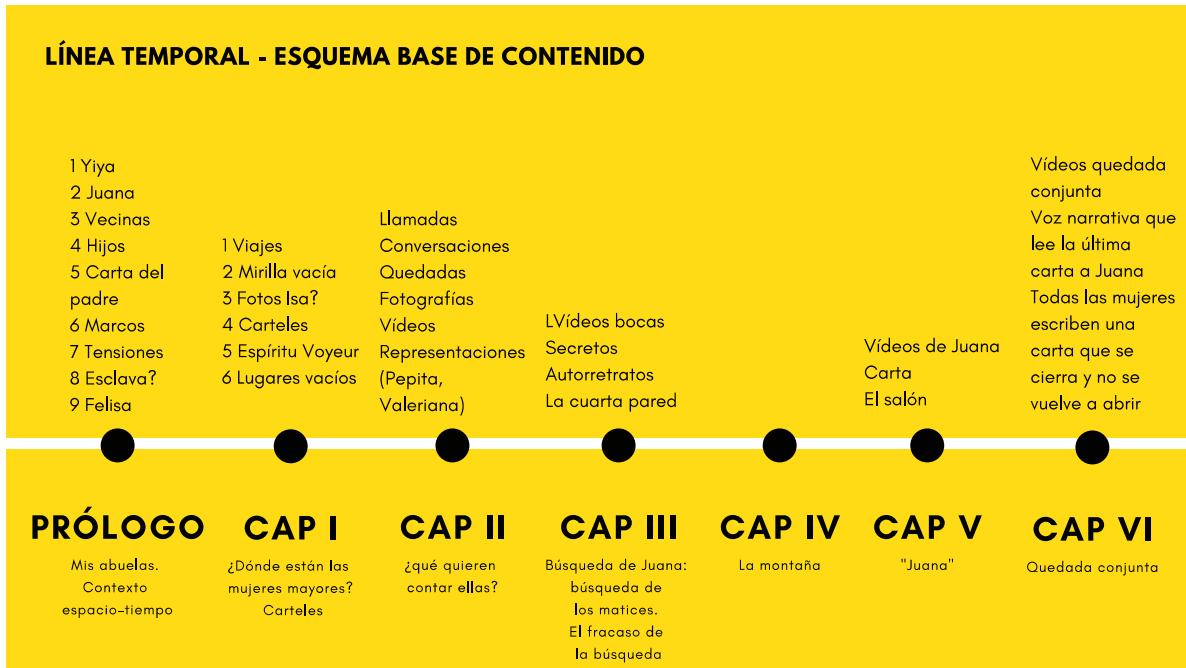 LÍNEA TEMPORAL - ESQUEMA BASE DE CONTENIDO
1 Yiya
2 Juana
3 Vecinas
4 Hijos
5 Carta del
padre
6 Marcos
7 Tensiones
8 Esclava?
9 Felisa
1 Viajes
2 Mirilla vacía
3 Fotos Isa?
4 Carteles
5 Espíritu Voyeur
6 Lugares vacíos
Llamadas
Conversaciones
Quedadas
Fotografías
Vídeos
Representaciones
(Pepita,
Valeriana)
LVídeos bocas
Secretos
Autorretratos
La cuarta pared
Vídeos de Juana
Carta
El salón
Vídeos quedada
conjunta
Voz narrativa que
lee la última
carta a Juana
Todas las mujeres
escriben una
carta que se
cierra y no se
vuelve a abrir
PRÓLOGO
Mis abuelas.
Contexto
espacio-tiempo
CAP I
¿Dónde están las
mujeres mayores?
Carteles
CAP II
¿qué quieren
contar ellas?
CAP III
Búsqueda de Juana:
búsqueda de
los matices.
El fracaso de
la búsqueda
CAP IV
La montaña
CAP V
"Juana"
CAP VI
Quedada conjunta